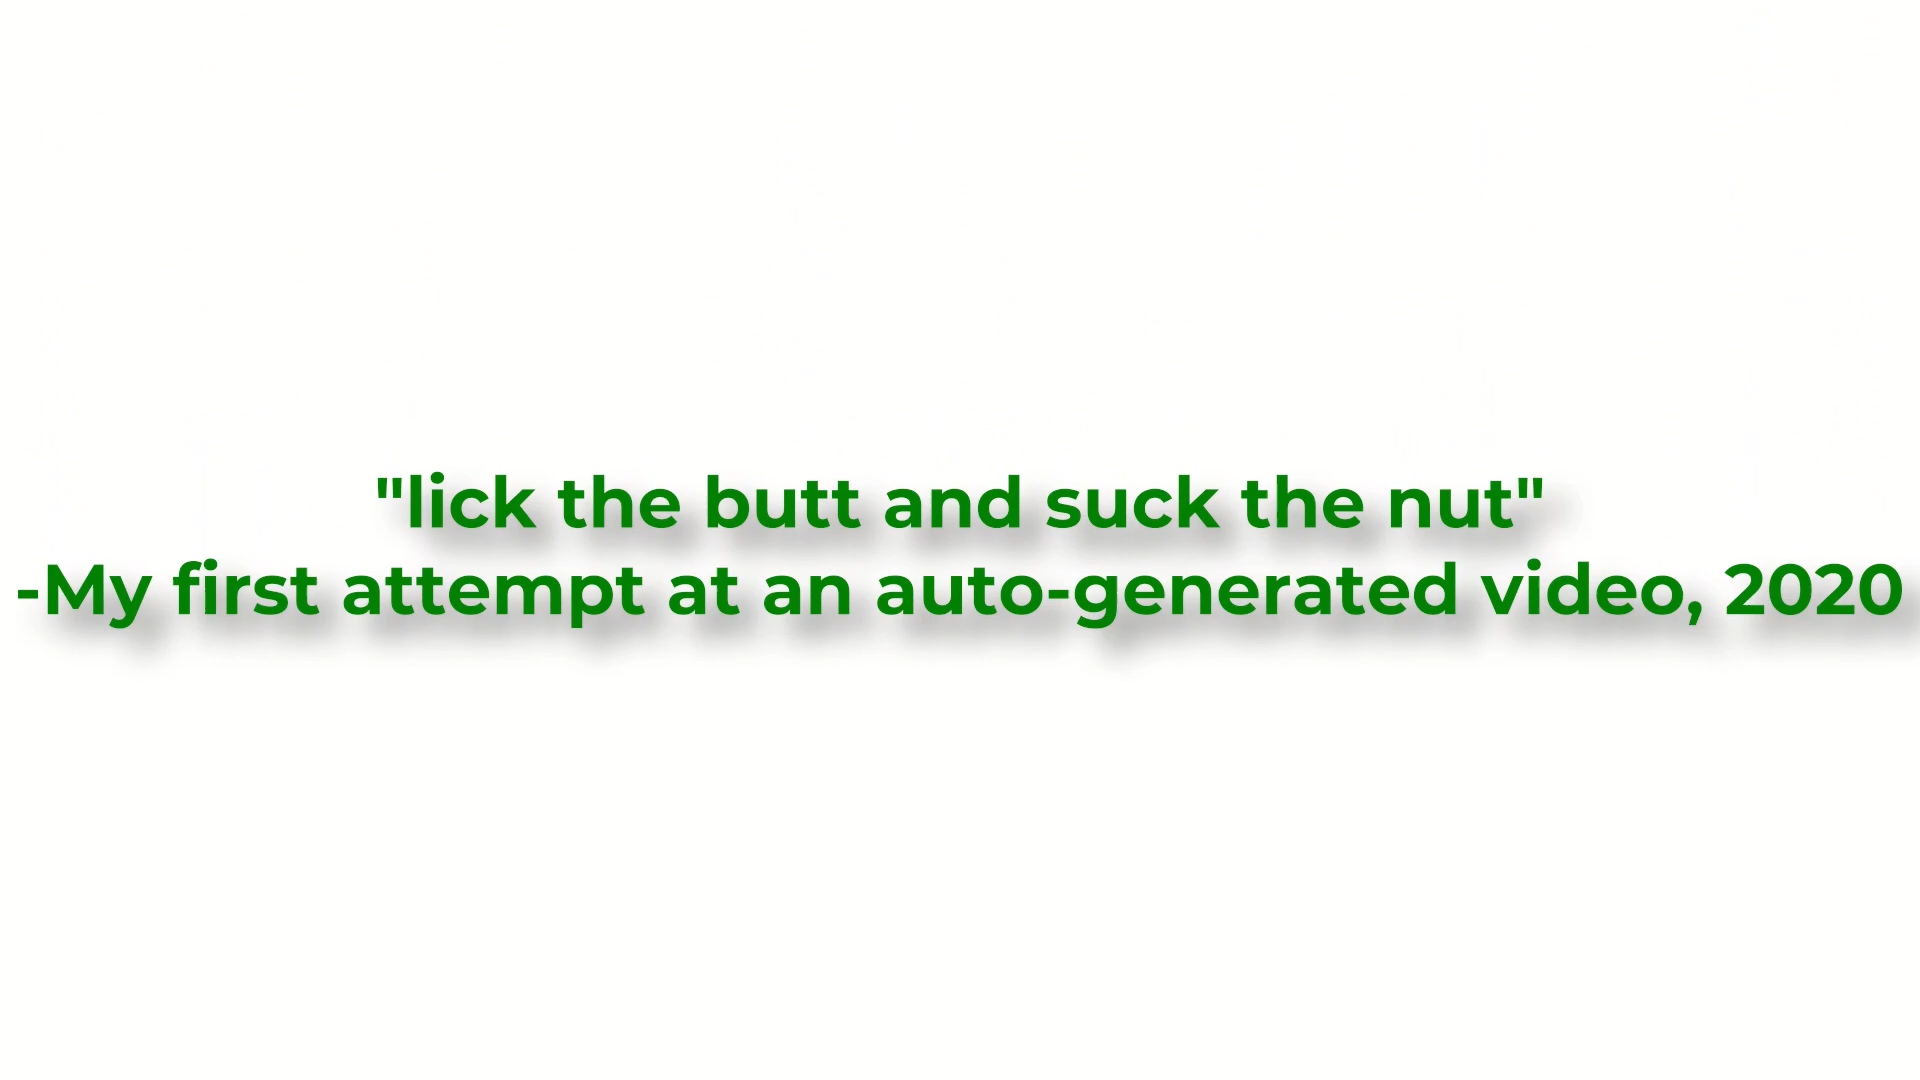 "lick the butt and suck the nut"
-My first attempt at an auto-generated video, 2020